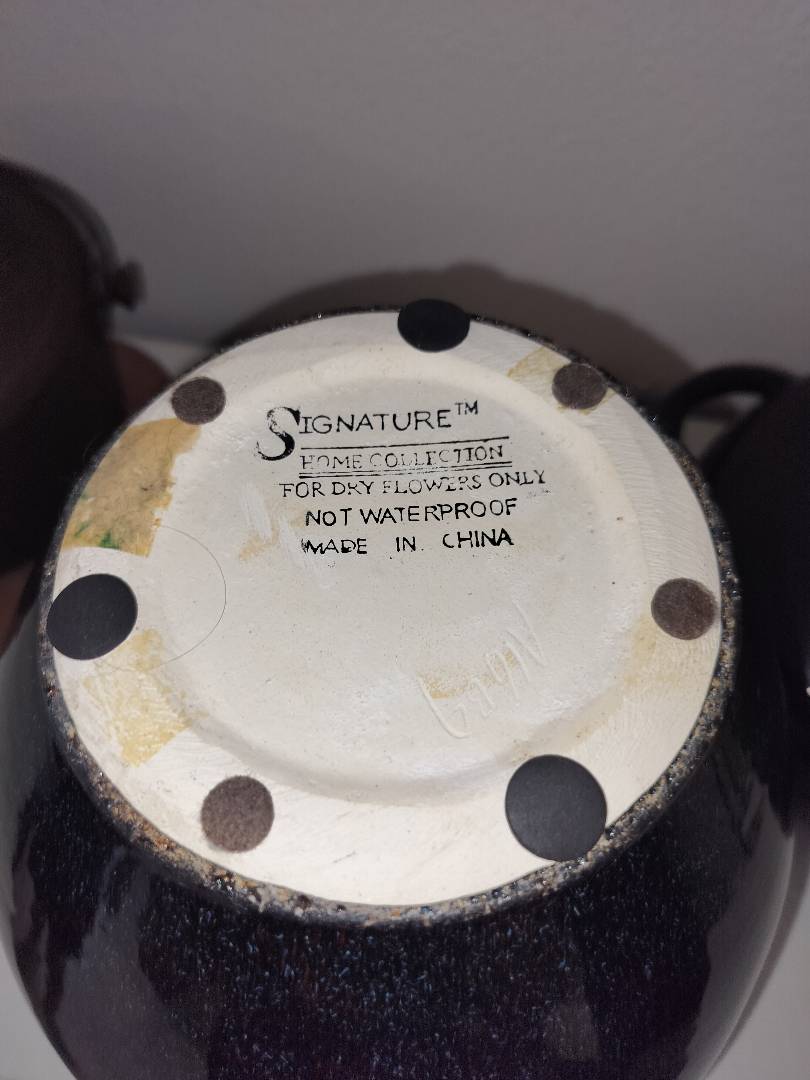 SIGNATURE™
HOME COLLECTION
FOR DRY FLOWERS ONLY
NOT WATERPROOF
MADE IN CHINA